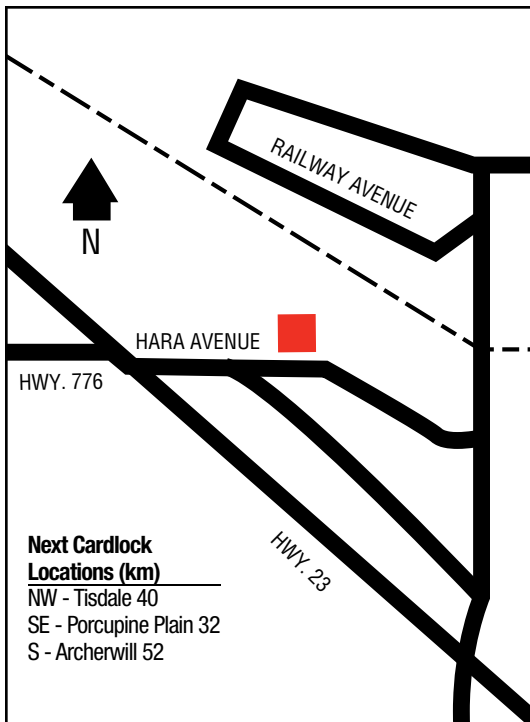 RAILWAY AVENUE
N
HARA AVENUE
HWY. 776
HWY. 23
Next Cardlock
Locations (km)
NW - Tisdale 40
SE - Porcupine Plain 32
S - Archerwill 52